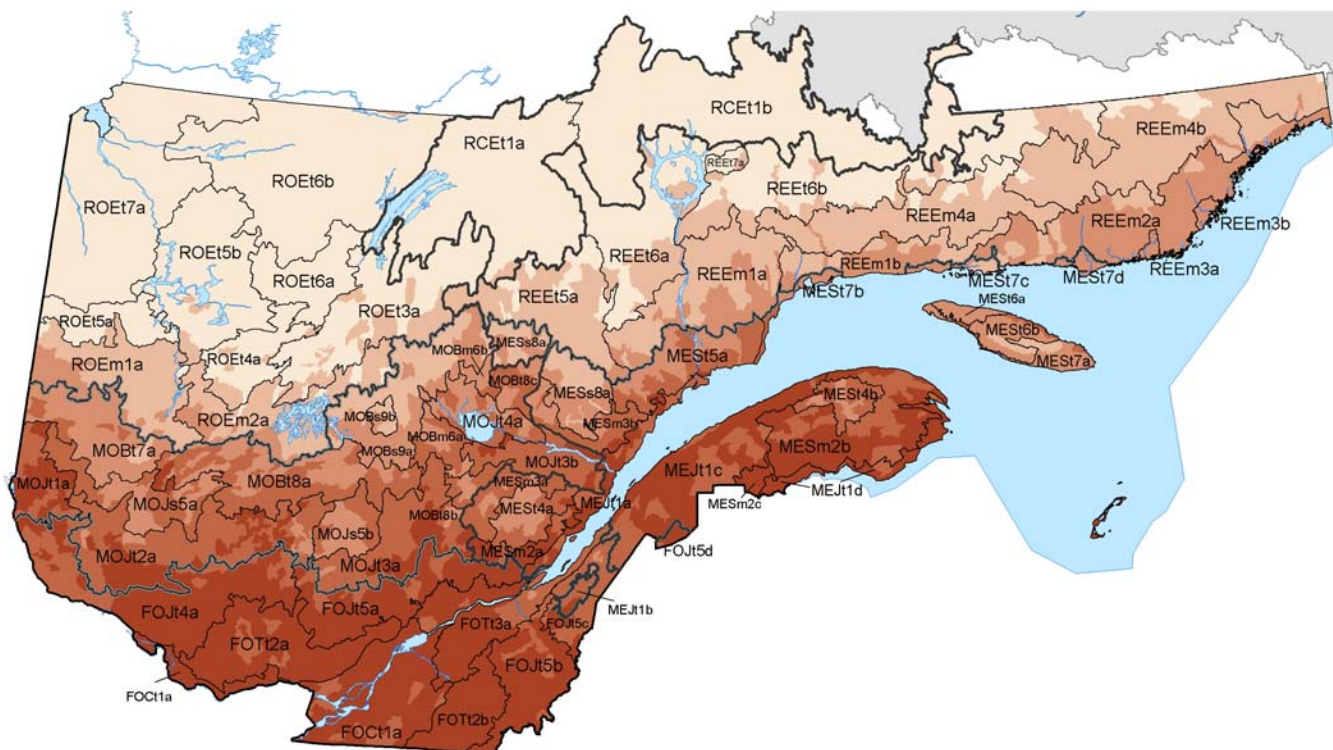 RCEt1b
REEm4b
RCEt1a
REEt7a
ROEt6b
REEt6b
ROEt7a
REEm4a
REEm2a
REEm3b
ROEt5b
REEt6a
ROEt6a
REEm1a
REEm1b
REEm3a
MESt7c
MESt7d
MESt7b
REEt5a
MESt6a
ROEt3a
ROEt5a
MESt6b
MESs8a
ROEt4a
MOBm6b
MESt5a
MESt7a
ROEm1a
MOBt8c
MESs8a
MESt4b
ROEm2a
MOBs9b
MOJt4a
MESm3b
MOBm6a
MESm2b
MOBt7a
MOBs9a
MOJt3b
MEJt1c
MOBt8a
MOJt1a
MESm3a
MEJt1d
MOJs5a
MESt4a
MEJt1a
MESm2c
MOBt8b
MOJs5b
MOJt2a
MESm2a
FOJt5d
MOJt3a
FOJt4a
FOJt5a
MEJt1b
FOTt3a
FOJt5c
FOTt2a
FOJt5b
FOCt1a
FOTt2b
FOCt1a